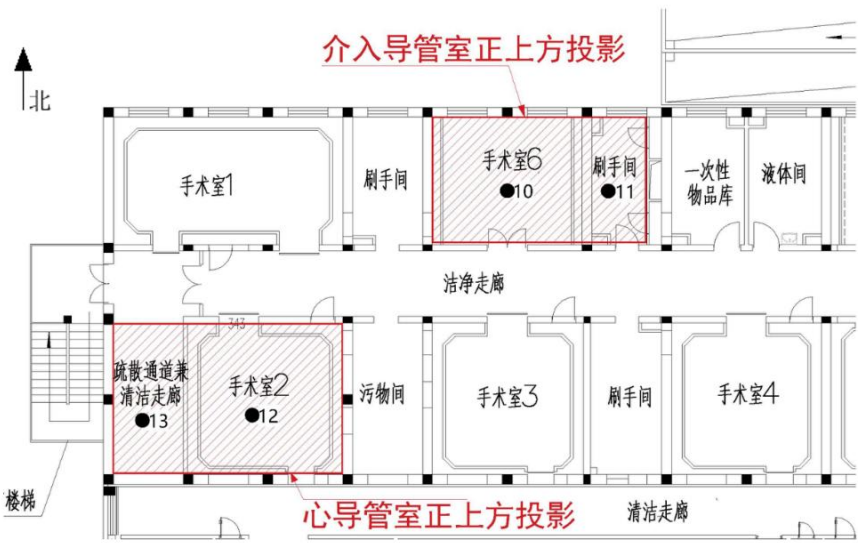 介入导管室正上方投影
北
手术室1
刷手间
手术室6
●10
刷手间
●11
一次性
物品库
液体间
洁净走廊
343
疏散通道兼
清洁走廊
●13
手术室2
●12
污物间
手术室3
刷手间
手术室4
楼梯
心导管室正上方投影
清洁走廊